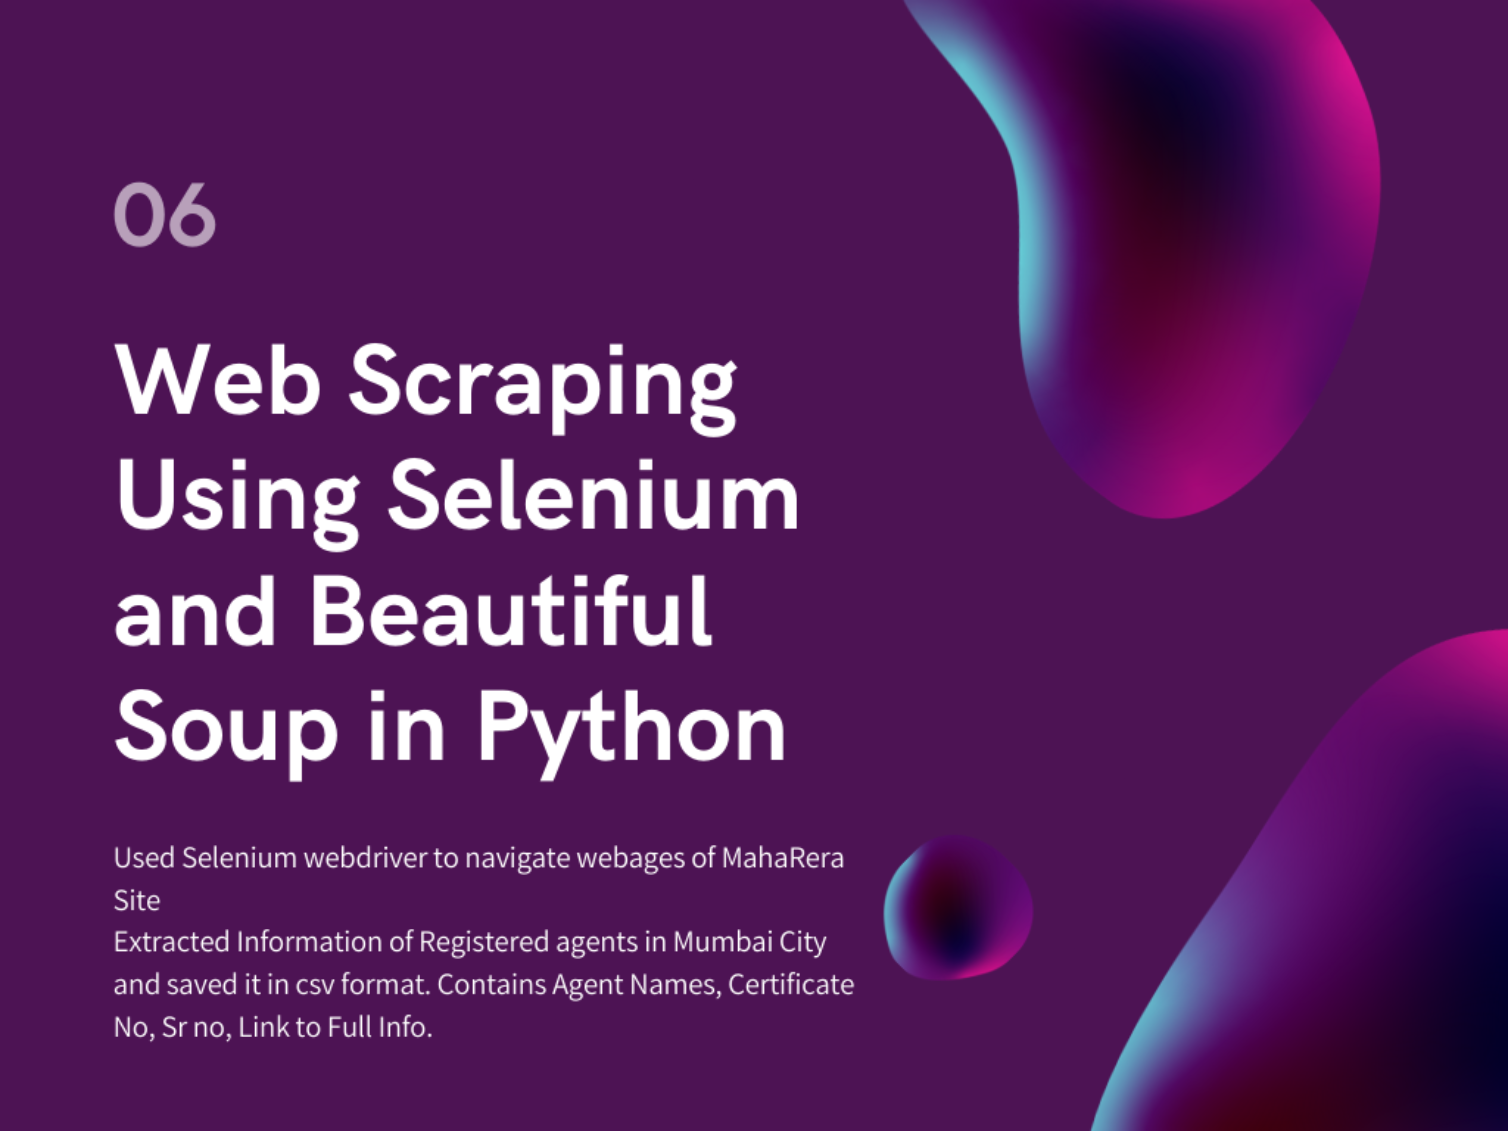 06
Web Scraping
Using Selenium
and Beautiful
Soup in Python
Used Selenium webdriver to navigate webages of MahaRera
Site
Extracted Information of Registered agents in Mumbai City
and saved it in csv format. Contains Agent Names, Certificate
No, Sr no, Link to Full Info.